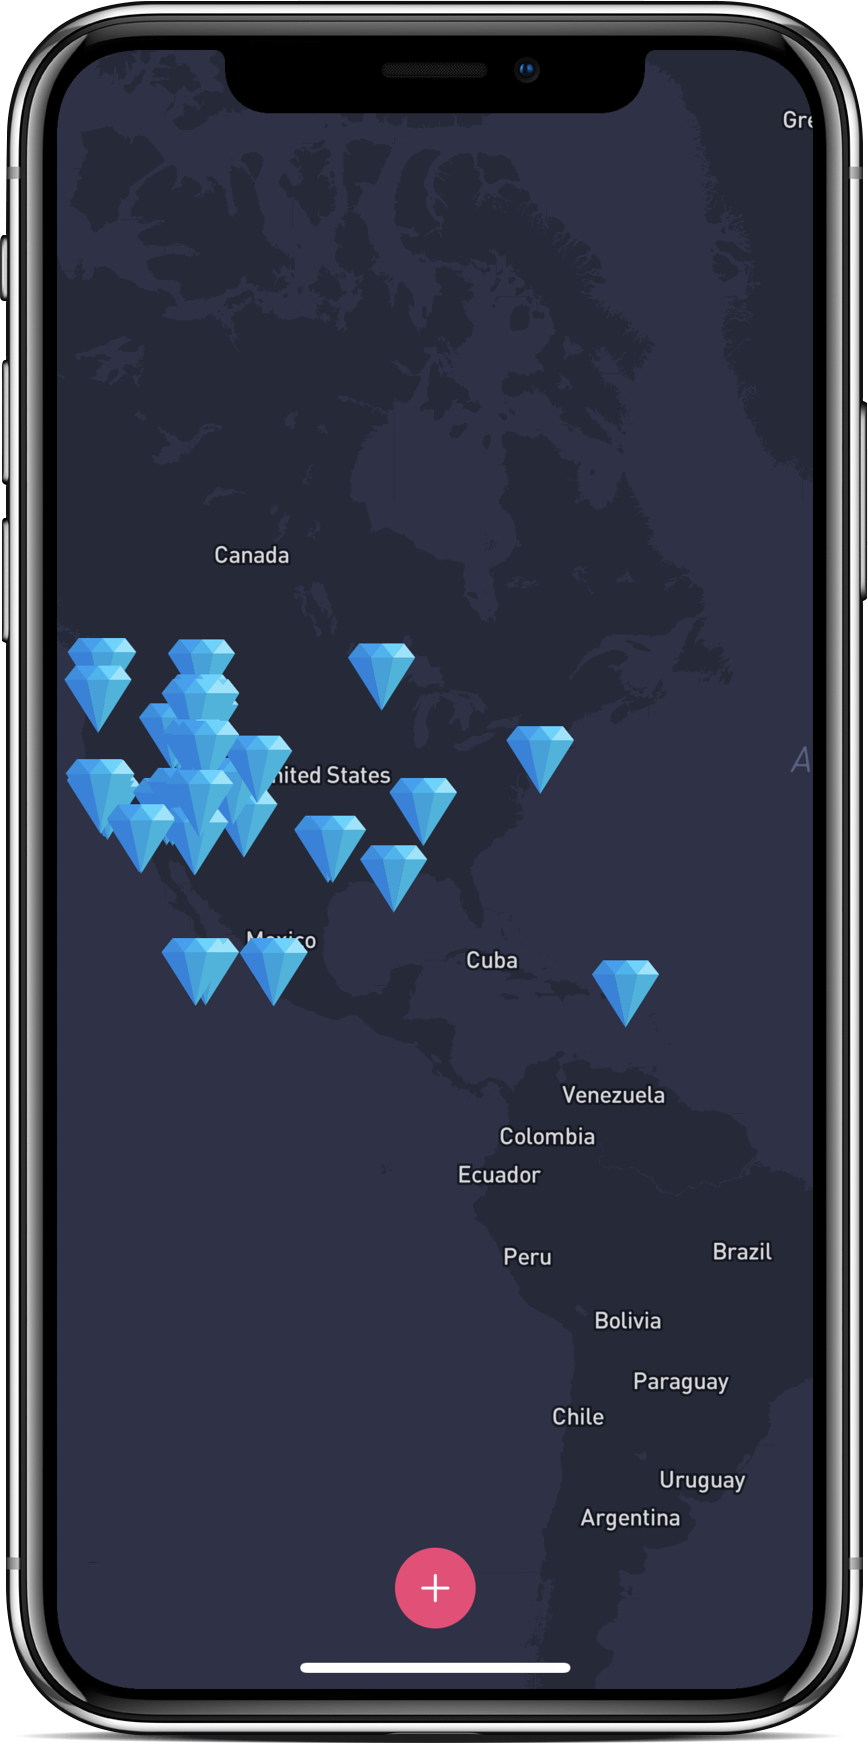 Gre
Canada
nited States
Mexico
A
Cuba
Venezuela
Colombia
Ecuador
Peru
Brazil
Bolivia
Paraguay
Chile
Uruguay
Argentina